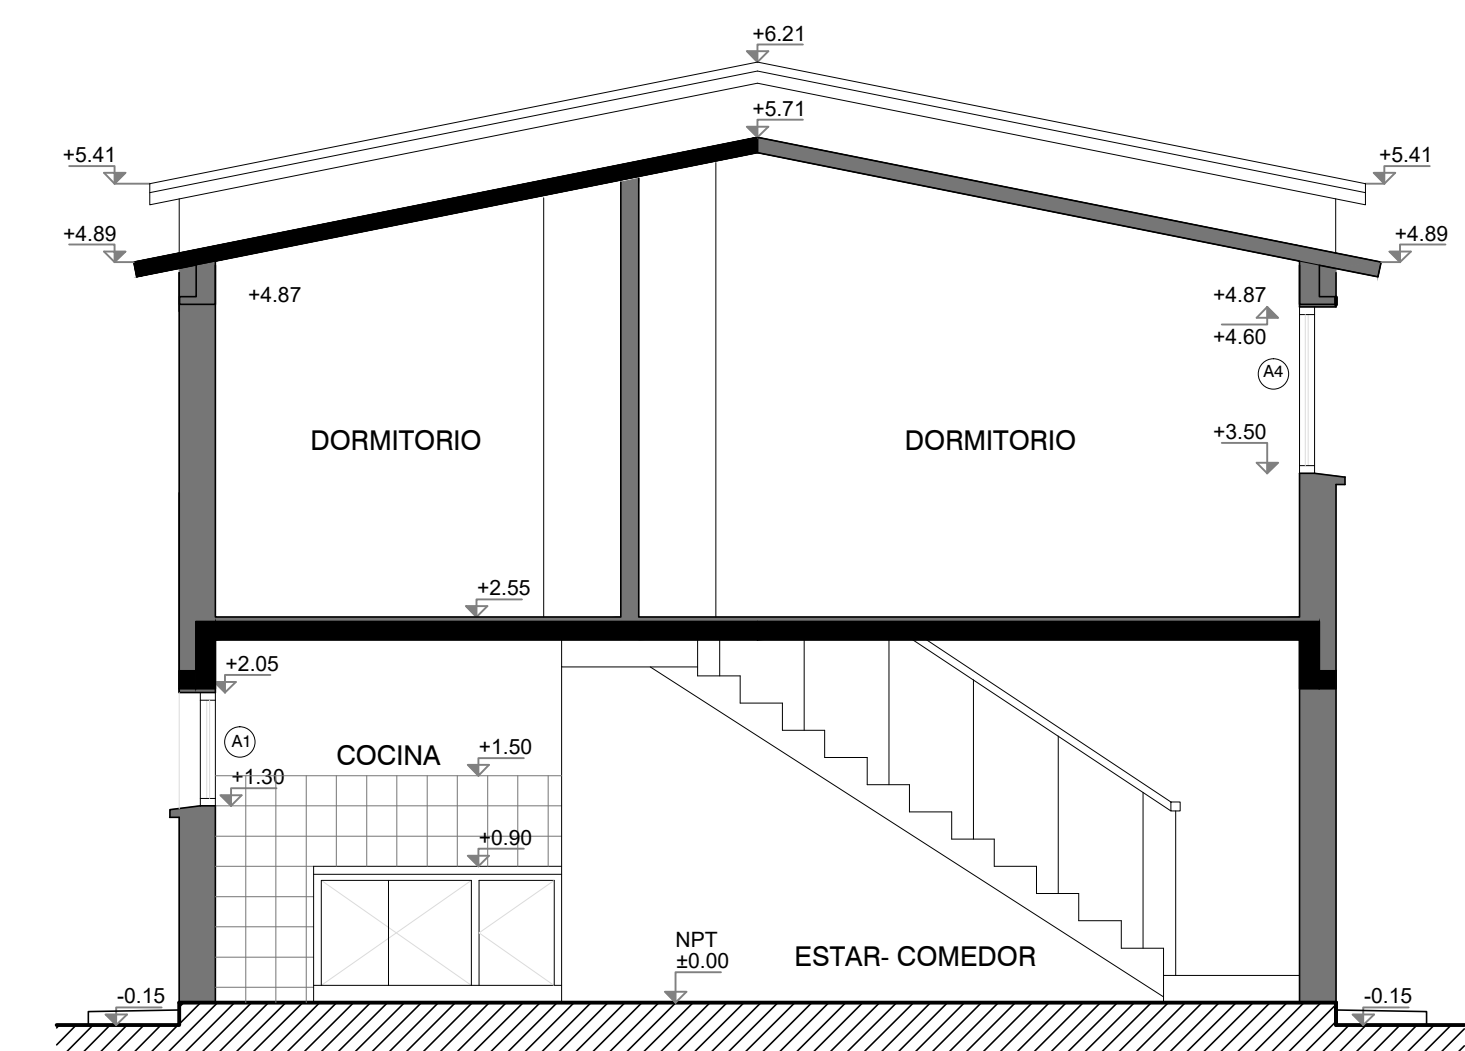 +6.21
+5.71
+5.41
+5.41
+4.89
+4.89
+4.87
+4.87
+4.60
A4
DORMITORIO
DORMITORIO
+3.50
+2.55
+2.05
A1
COCINA
+1.50
+1.30
+0.90
NPT
±0.00
ESTAR- COMEDOR
-0.15
-0.15